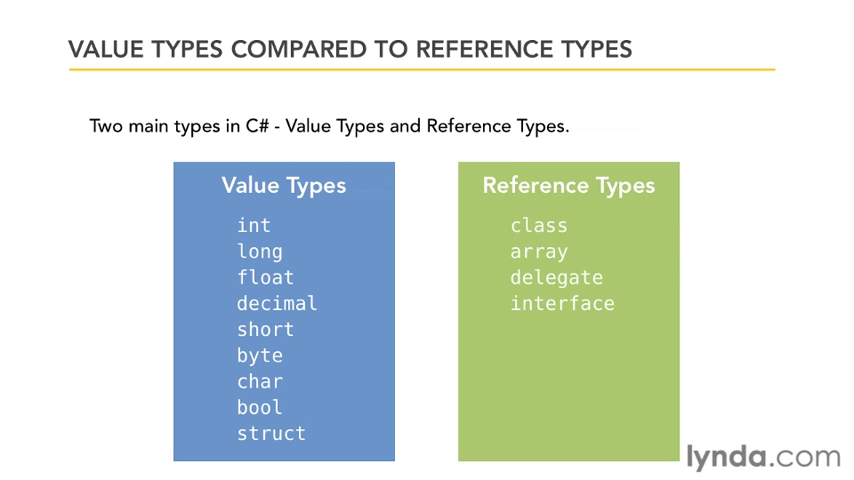 VALUE TYPES COMPARED TO REFERENCE TYPES
Two main types in C# - Value Types and Reference Types.
Value Types
int
long
float
decimal
short
byte
char
bool
struct
Reference Types
class
array
delegate
interface
lynda.com